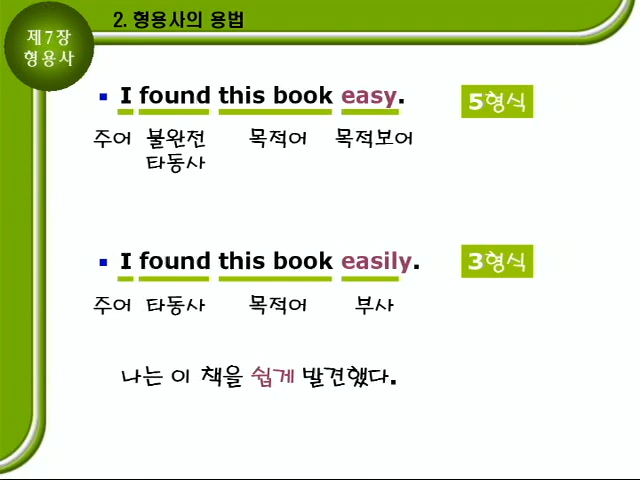 제7장
형용사
2. 형용사의 용법
▪ I found this book easy. 5형식
주어 불완전 목적어 목적보어
타동사
▪ I found this book easily. 3형식
주어 타동사 목적어 부사
나는 이 책을 쉽게 발견했다.